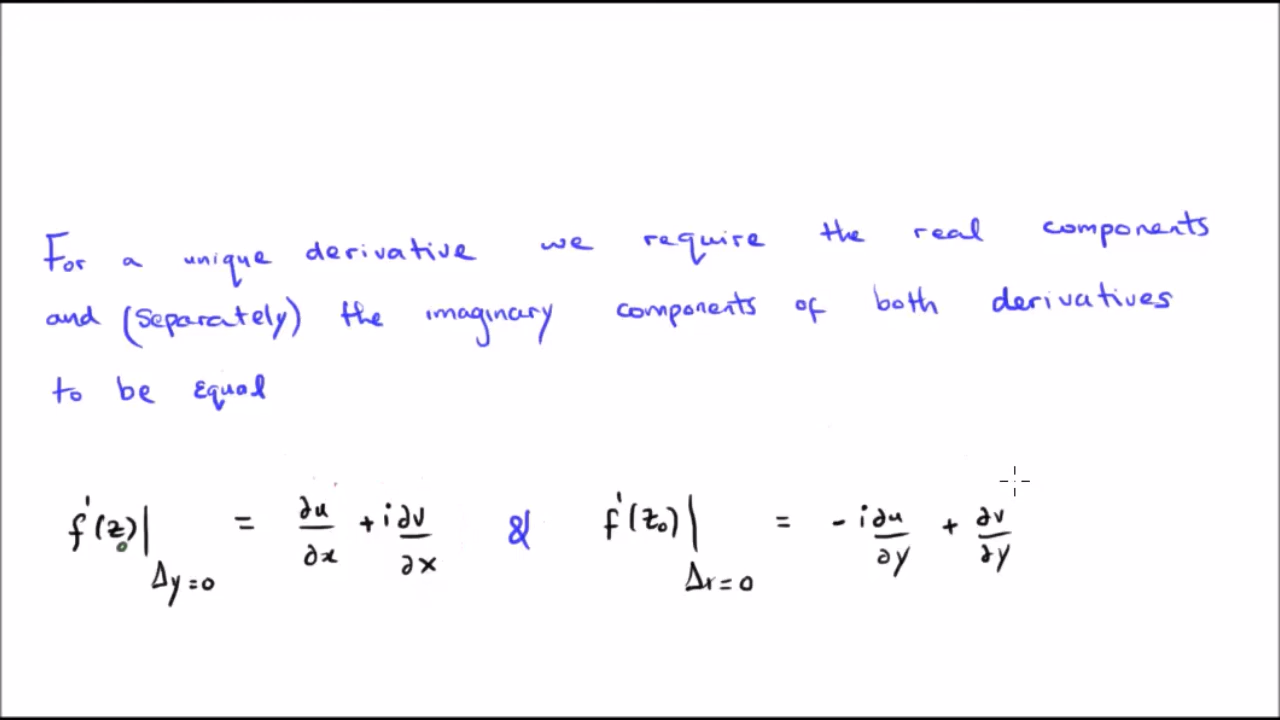 For a unique derivative we require the real components
and (Separately) the imaginary components of both derivatives
to be Equal
f'(z₀)|_{Δy=0} = ∂u/∂x + i∂v/∂x & f'(z₀)|_{Δx=0} = -i∂u/∂y + ∂v/∂y